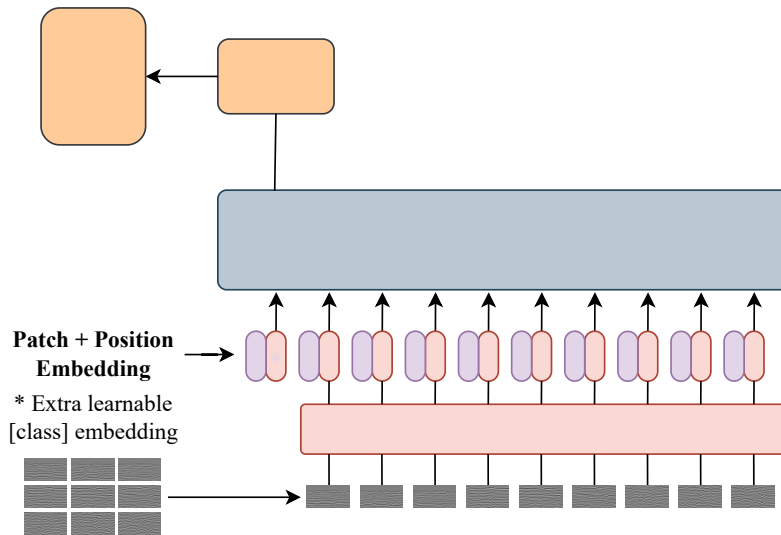 Patch + Position
Embedding
* Extra learnable
[class] embedding